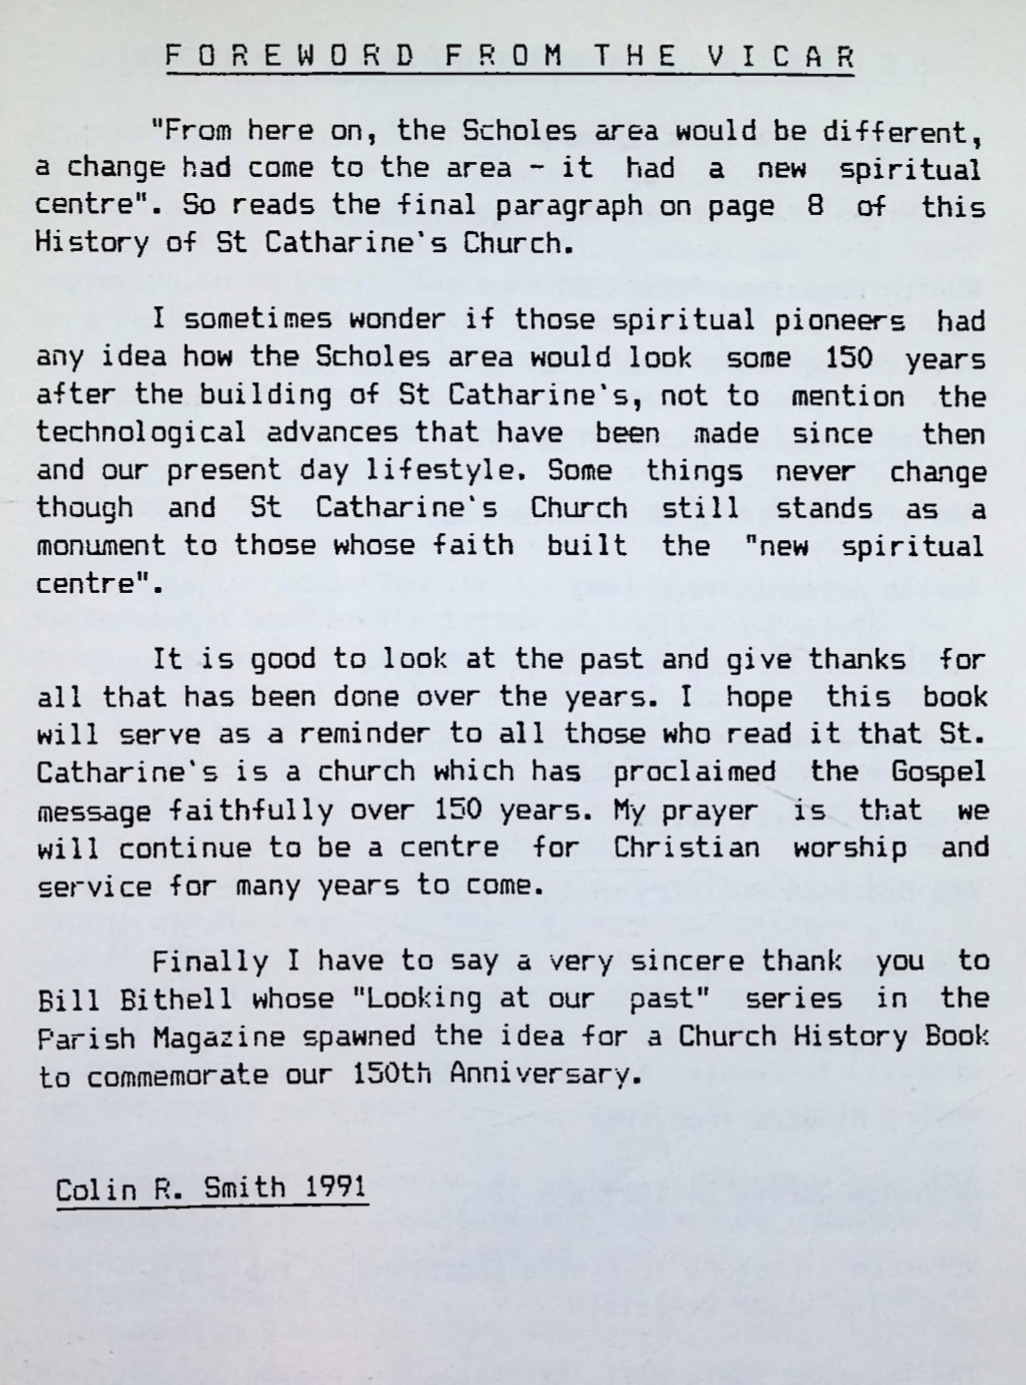 FOREWORD FROM THE VICAR
"From here on, the Scholes area would be different,
a change had come to the area - it had a new spiritual
centre". So reads the final paragraph on page 8 of this
History of St Catharine's Church.
I sometimes wonder if those spiritual pioneers had
any idea how the Scholes area would look some 150 years
after the building of St Catharine's, not to mention the
technological advances that have been made since then
and our present day lifestyle. Some things never change
though and St Catharine's Church still stands as a
monument to those whose faith built the "new spiritual
centre".
It is good to look at the past and give thanks for
all that has been done over the years. I hope this book
will serve as a reminder to all those who read it that St.
Catharine's is a church which has proclaimed the Gospel
message faithfully over 150 years. My prayer is that we
will continue to be a centre for Christian worship and
service for many years to come.
Finally I have to say a very sincere thank you to
Bill Bithell whose "Looking at our past" series in the
Parish Magazine spawned the idea for a Church History Book
to commemorate our 150th Anniversary.
Colin R. Smith 1991